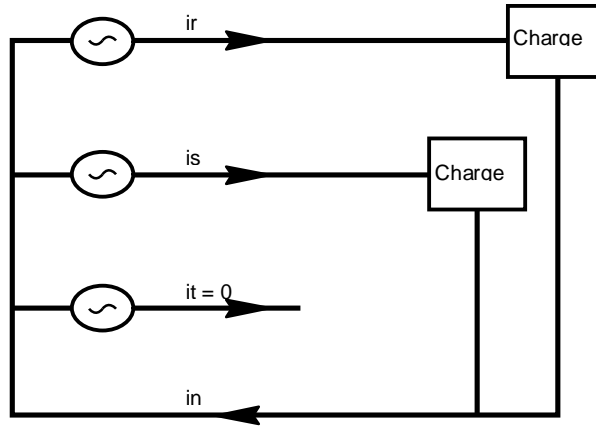 ir
Charge
is
Charge
it = 0
in